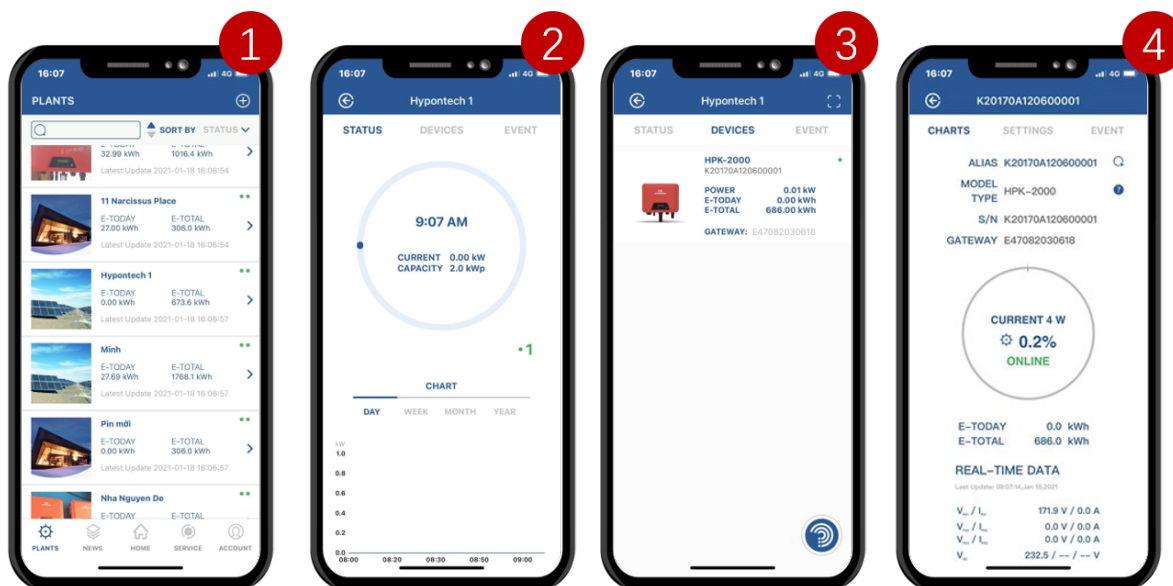 1
16:07
4G
PLANTS
SORT BY STATUS
E-TODAY E-TOTAL
32.99 kWh 1016.4 kWh
Latest Update 2021-01-18 16:06:54
11 Narcissus Place
E-TODAY E-TOTAL
27.00 kWh 306.0 kWh
Latest Update 2021-01-18 16:06:54
Hypontech 1
E-TODAY E-TOTAL
0.00 kWh 673.6 kWh
Latest Update 2021-01-18 16:06:57
Minh
E-TODAY E-TOTAL
27.69 kWh 1768.1 kWh
Latest Update 2021-01-18 16:06:57
Pin mới
E-TODAY E-TOTAL
0.00 kWh 306.0 kWh
Latest Update 2021-01-18 16:06:57
Nha Nguyen De
E-TODAY E-TOTAL
PLANTS NEWS HOME SERVICE ACCOUNT
2
16:07
4G
Hypontech 1
STATUS DEVICES EVENT
9:07 AM
CURRENT 0.00 kW
CAPACITY 2.0 kWp
•1
CHART
DAY WEEK MONTH YEAR
kW
1.0
0.8
0.6
0.4
0.2
0.0
08:00 08:20 08:30 08:50 09:00
3
16:07
4G
Hypontech 1
STATUS DEVICES EVENT
HPK-2000
K20170A120600001
POWER 0.01 kW
E-TODAY 0.00 kWh
E-TOTAL 686.00 kWh
GATEWAY: E47082030618
4
16:07
4G
K20170A120600001
CHARTS SETTINGS EVENT
ALIAS K20170A120600001
MODEL
TYPE HPK-2000
?
S/N K20170A120600001
GATEWAY E47082030618
CURRENT 4 W
0.2%
ONLINE
E-TODAY 0.0 kWh
E-TOTAL 686.0 kWh
REAL-TIME DATA
Last Update: 09:07:14,Jan 18,2021
171.9 V / 0.0 A
0.0 V / 0.0 A
0.0 V / 0.0 A
232.5 / -- / -- V